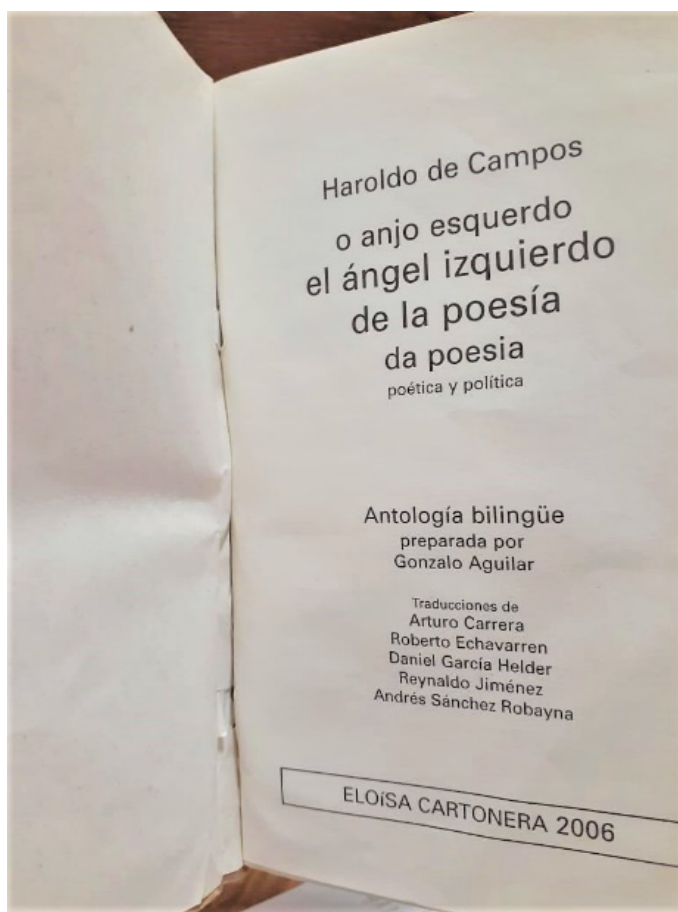 Haroldo de Campos
o anjo esquerdo
el ángel izquierdo
de la poesía
da poesia
poética y política
Antología bilingüe
preparada por
Gonzalo Aguilar
Traducciones de
Arturo Carrera
Roberto Echavarren
Daniel García Helder
Reynaldo Jiménez
Andrés Sánchez Robayna
ELOíSA CARTONERA 2006